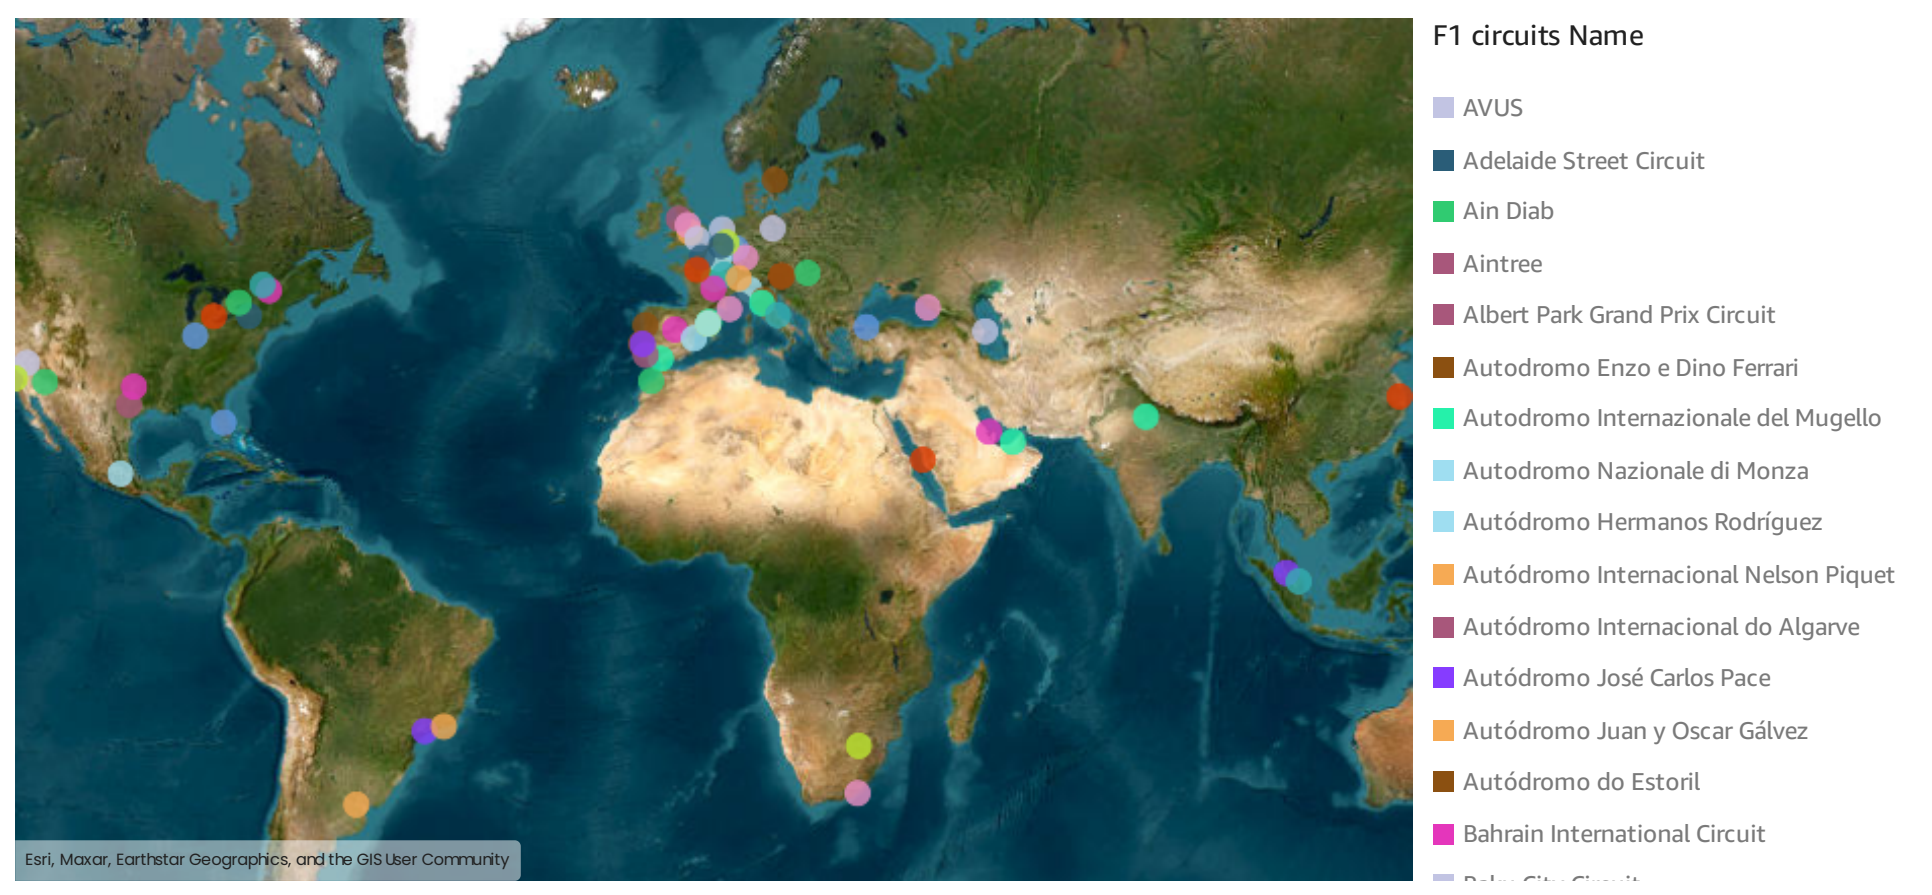 F1 circuits Name
AVUS
Adelaide Street Circuit
Ain Diab
Aintree
Albert Park Grand Prix Circuit
Autodromo Enzo e Dino Ferrari
Autodromo Internazionale del Mugello
Autodromo Nazionale di Monza
Autódromo Hermanos Rodríguez
Autódromo Internacional Nelson Piquet
Autódromo Internacional do Algarve
Autódromo José Carlos Pace
Autódromo Juan y Oscar Gálvez
Autódromo do Estoril
Bahrain International Circuit
Baku City Circuit
Esri, Maxar, Earthstar Geographics, and the GIS User Community